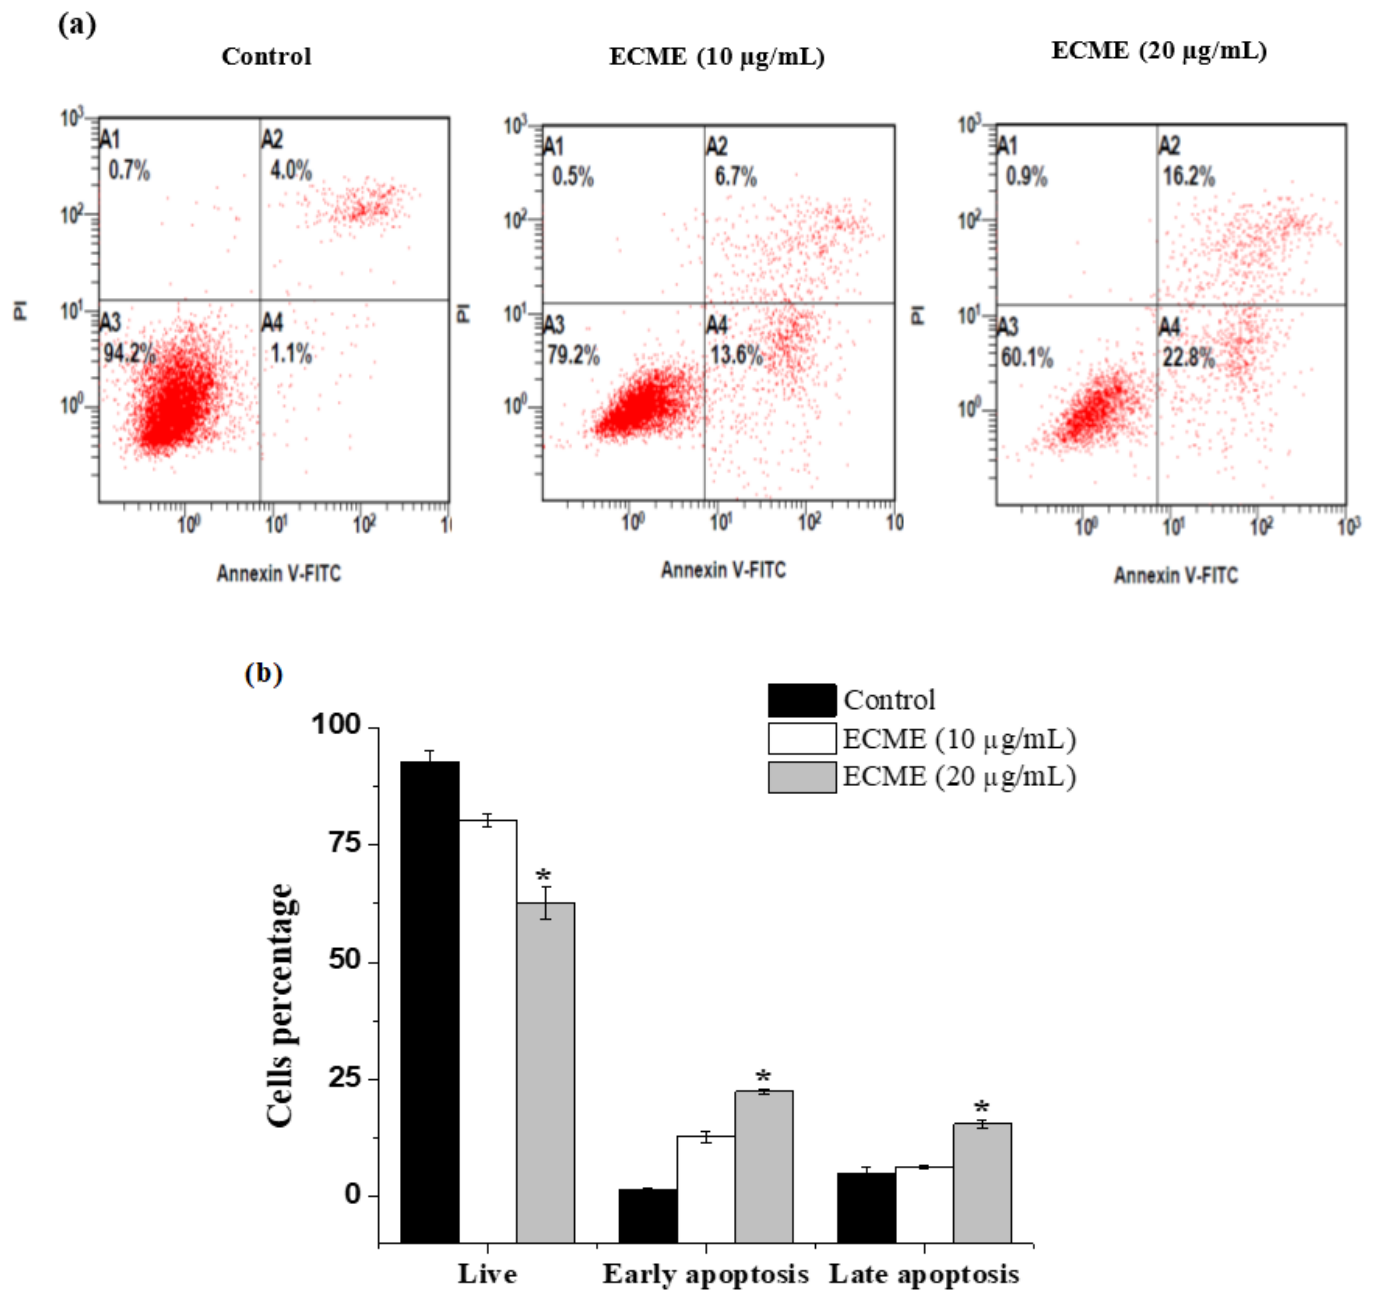 (a)
Control
ECME (10 µg/mL)
ECME (20 µg/mL)
10³
A1
0.7%
A2
4.0%
10²
PI
10¹
A3
94.2%
A4
1.1%
10⁰
10⁰ 10¹ 10² 1
Annexin V-FITC
10³
A1
0.5%
A2
6.7%
10²
PI
10¹
A3
79.2%
A4
13.6%
10⁰
10⁰ 10¹ 10² 10
Annexin V-FITC
10³
A1
0.9%
A2
16.2%
10²
PI
10¹
A3
60.1%
A4
22.8%
10⁰
10⁰ 10¹ 10² 10³
Annexin V-FITC
(b)
Control
ECME (10 µg/mL)
ECME (20 µg/mL)
100
75
50
25
0
Cells percentage
*
*
*
Live Early apoptosis Late apoptosis